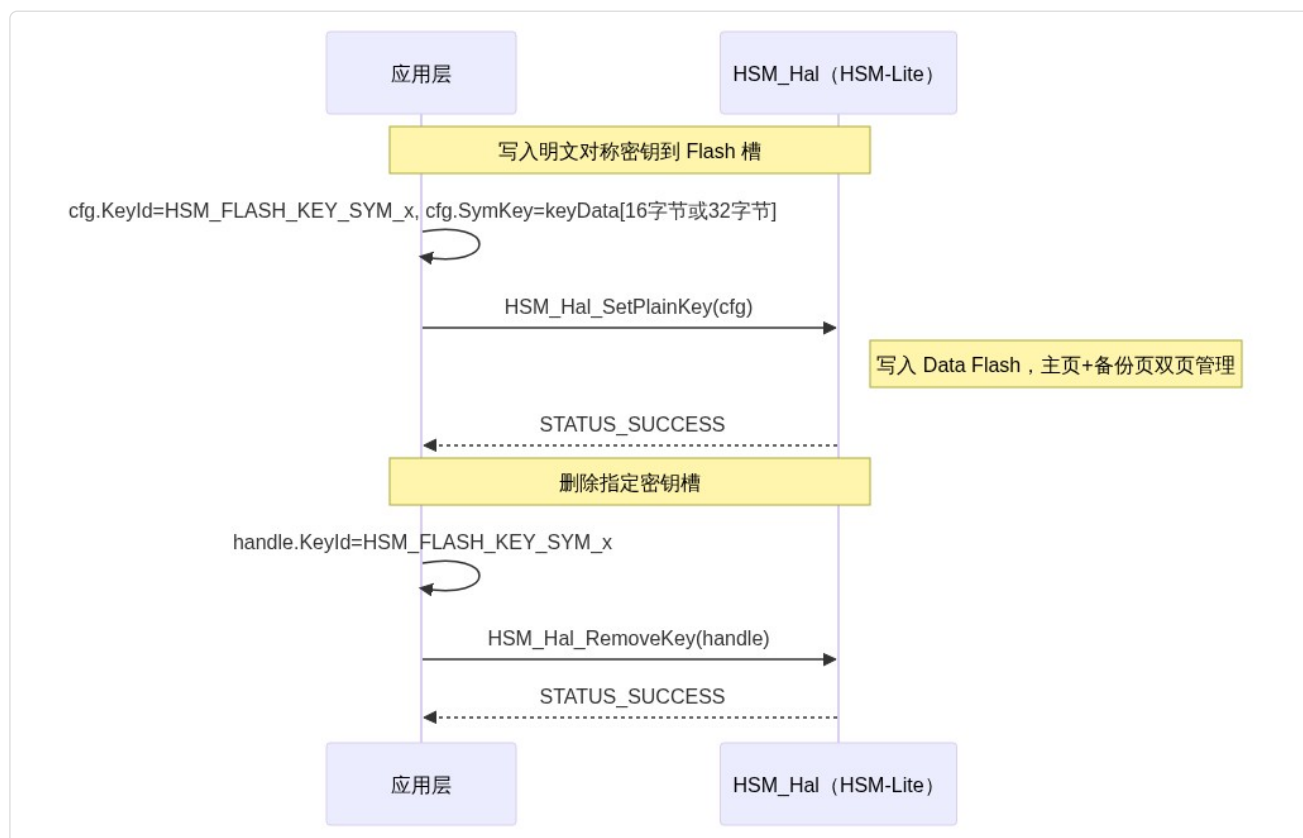 应用层
HSM_Hal（HSM-Lite）
写入明文对称密钥到 Flash 槽
cfg.KeyId=HSM_FLASH_KEY_SYM_x, cfg.SymKey=keyData[16字节或32字节]
HSM_Hal_SetPlainKey(cfg)
写入 Data Flash，主页+备份页双页管理
STATUS_SUCCESS
删除指定密钥槽
handle.KeyId=HSM_FLASH_KEY_SYM_x
HSM_Hal_RemoveKey(handle)
STATUS_SUCCESS
应用层
HSM_Hal（HSM-Lite）